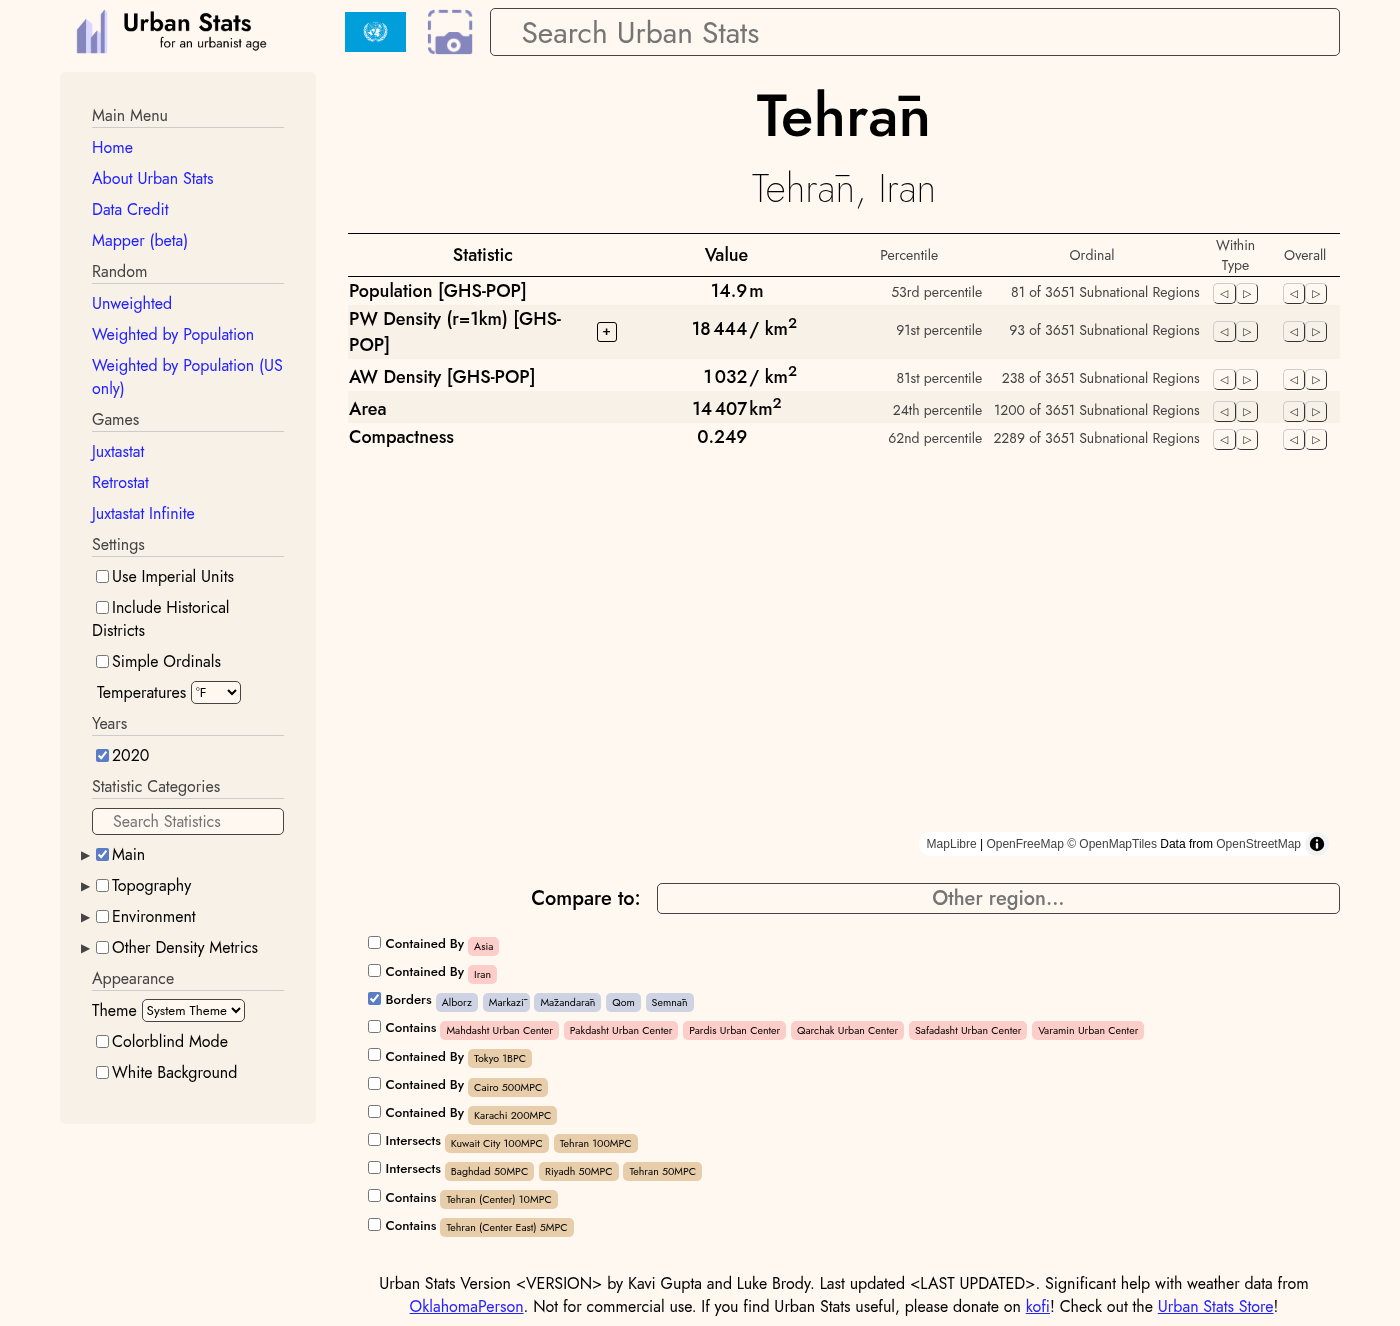 Urban Stats
for an urbanist age
Search Urban Stats
Main Menu
Home
About Urban Stats
Data Credit
Mapper (beta)
Random
Unweighted
Weighted by Population
Weighted by Population (US
only)
Games
Juxtastat
Retrostat
Juxtastat Infinite
Settings
Use Imperial Units
Include Historical
Districts
Simple Ordinals
Temperatures °F
Years
2020
Statistic Categories
Search Statistics
Main
Topography
Environment
Other Density Metrics
Appearance
Theme System Theme
Colorblind Mode
White Background
Tehrān
Tehrān, Iran
Statistic Value Percentile Ordinal Within Type Overall
Population [GHS-POP] 14.9 m 53rd percentile 81 of 3651 Subnational Regions
PW Density (r=1km) [GHS-
POP] + 18 444 / km² 91st percentile 93 of 3651 Subnational Regions
AW Density [GHS-POP] 1 032 / km² 81st percentile 238 of 3651 Subnational Regions
Area 14 407 km² 24th percentile 1200 of 3651 Subnational Regions
Compactness 0.249 62nd percentile 2289 of 3651 Subnational Regions
MapLibre | OpenFreeMap © OpenMapTiles Data from OpenStreetMap
Compare to: Other region...
Contained By Asia
Contained By Iran
Borders Alborz Markazī Māzandarān Qom Semnān
Contains Mahdasht Urban Center Pakdasht Urban Center Pardis Urban Center Qarchak Urban Center Safadasht Urban Center Varamin Urban Center
Contained By Tokyo 1BPC
Contained By Cairo 500MPC
Contained By Karachi 200MPC
Intersects Kuwait City 100MPC Tehran 100MPC
Intersects Baghdad 50MPC Riyadh 50MPC Tehran 50MPC
Contains Tehran (Center) 10MPC
Contains Tehran (Center East) 5MPC
Urban Stats Version <VERSION> by Kavi Gupta and Luke Brody. Last updated <LAST UPDATED>. Significant help with weather data from
OklahomaPerson. Not for commercial use. If you find Urban Stats useful, please donate on kofi! Check out the Urban Stats Store!